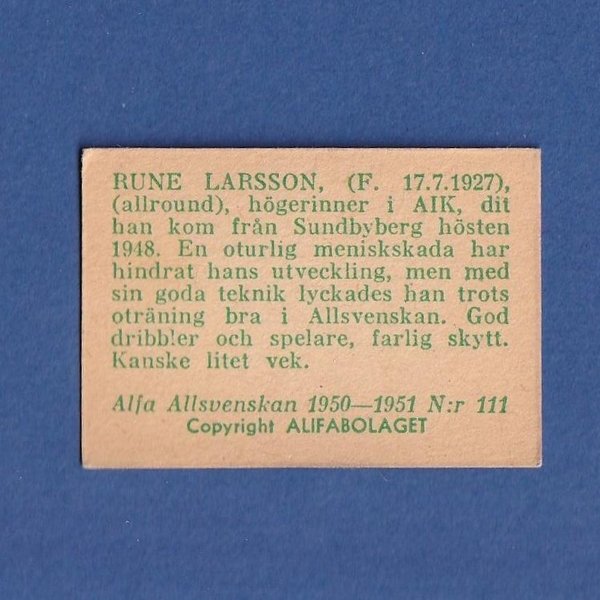 RUNE LARSSON, (F. 17.7.1927),
(allround), högerinner i AIK, dit
han kom från Sundbyberg hösten
1948. En oturlig meniskskada har
hindrat hans utveckling, men med
sin goda teknik lyckades han trots
oträning bra i Allsvenskan. God
dribbler och spelare, farlig skytt.
Kanske litet vek.
Alfa Allsvenskan 1950—1951 N:r 111
Copyright ALIFABOLAGET